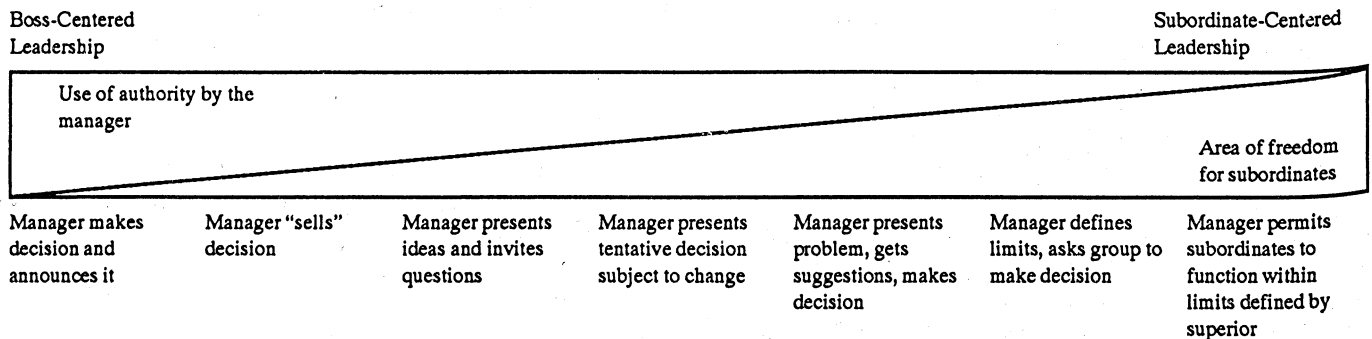 Boss-Centered
Leadership
Subordinate-Centered
Leadership
Use of authority by the
manager
Area of freedom
for subordinates
Manager makes
decision and
announces it
Manager "sells"
decision
Manager presents
ideas and invites
questions
Manager presents
tentative decision
subject to change
Manager presents
problem, gets
suggestions, makes
decision
Manager defines
limits, asks group to
make decision
Manager permits
subordinates to
function within
limits defined by
superior